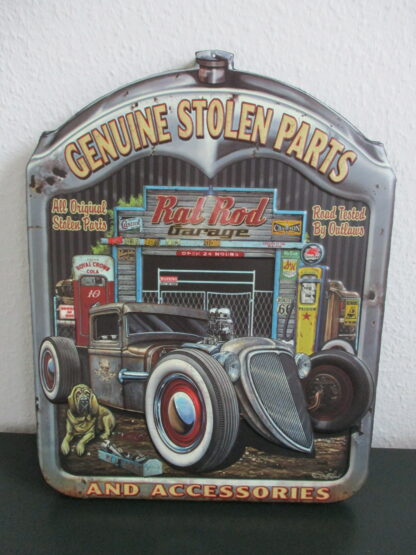 GENUINE STOLEN PARTS
All Original
Stolen Parts
Road Tested
By Outlaws
Rat Rod
Garage
OPEN 24 HOURS
ROYAL CROWN
COLA
10
66
AND ACCESSORIES